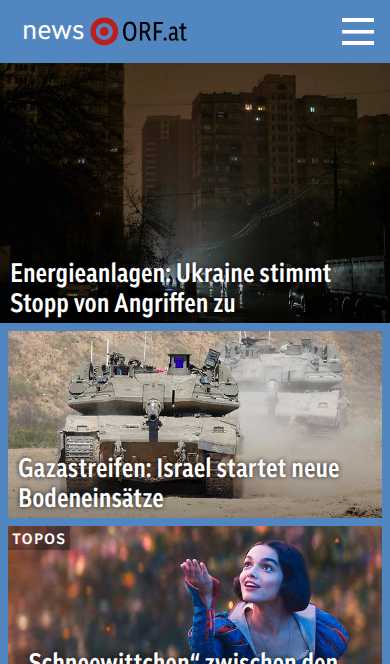 news ORF.at
Energieanlagen: Ukraine stimmt
Stopp von Angriffen zu
Gazastreifen: Israel startet neue
Bodeneinsätze
TOPOS
„Schneewittchen“ zwischen den